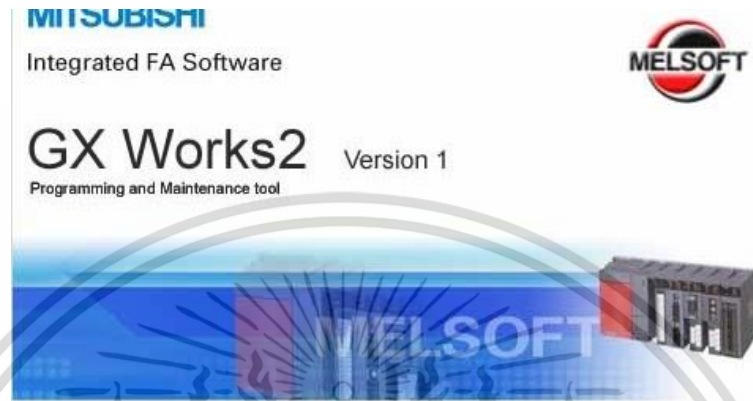 MITSUBISHI
Integrated FA Software
MELSOFT
GX Works2 Version 1
Programming and Maintenance tool
MELSOFT